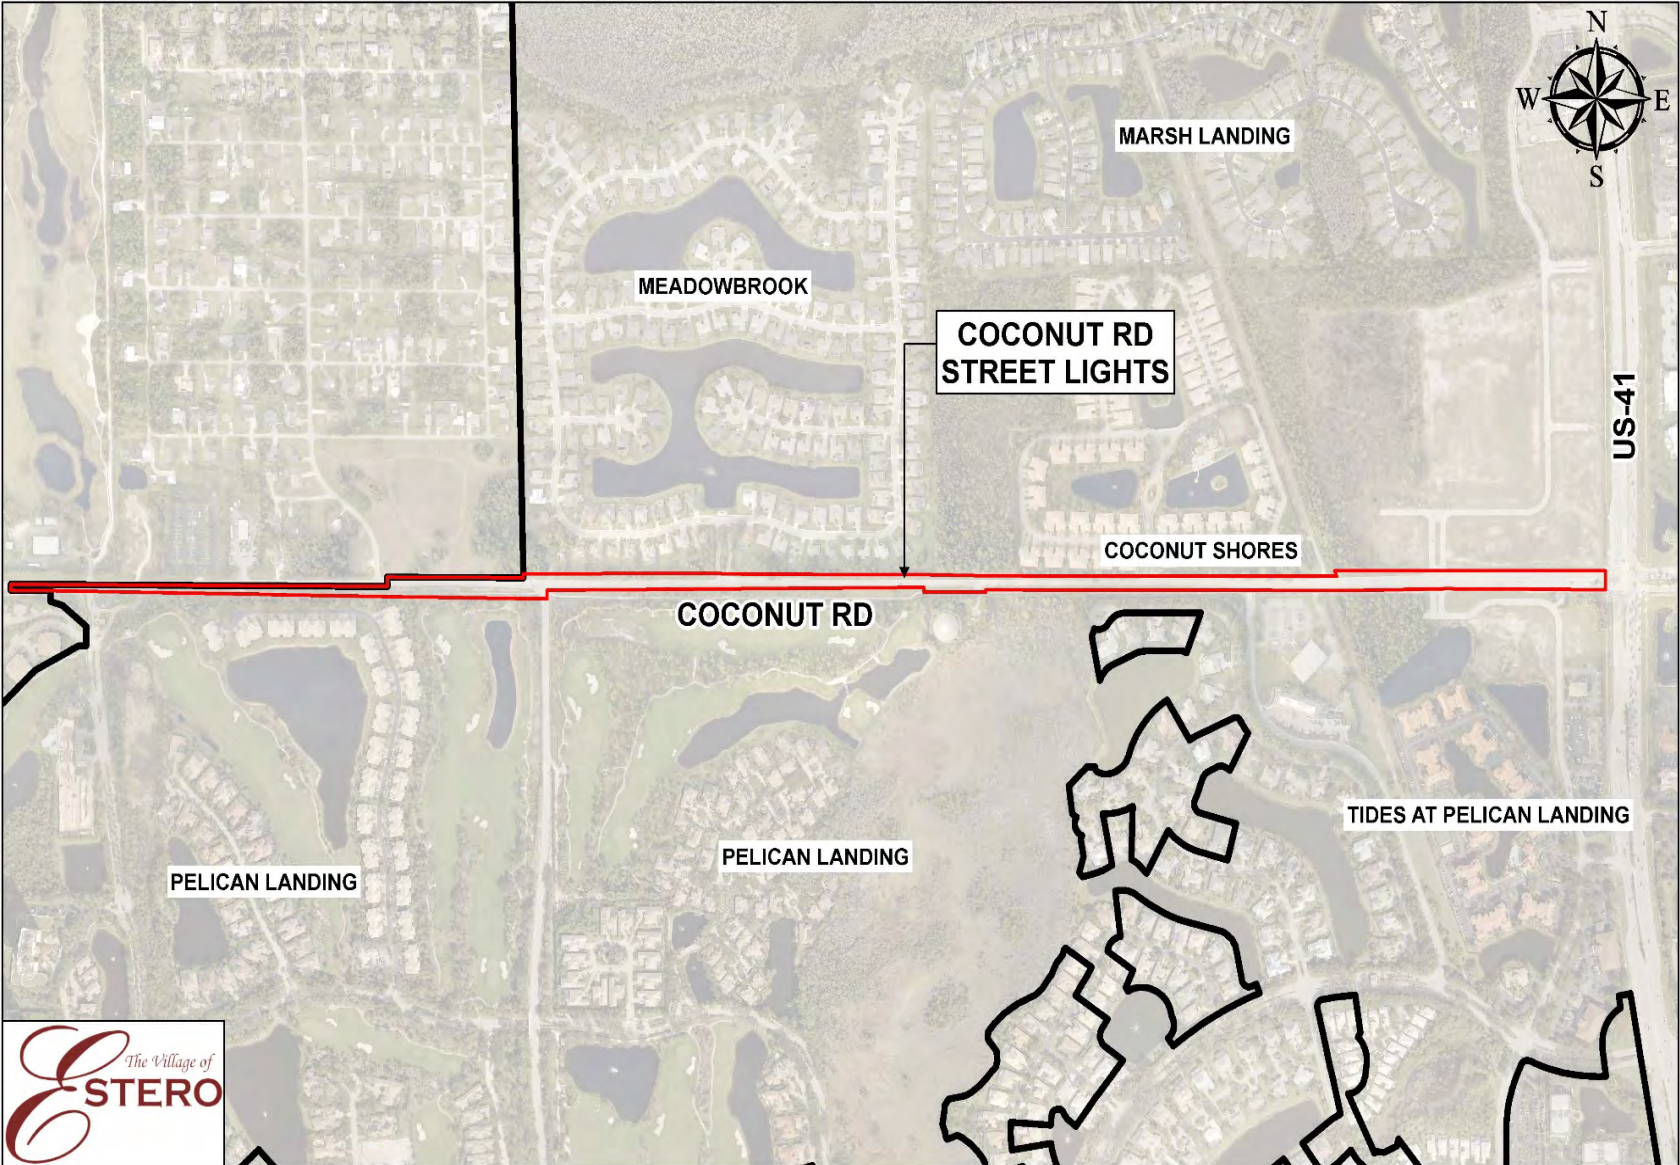 N
W
E
S
MARSH LANDING
MEADOWBROOK
COCONUT RD
STREET LIGHTS
US-41
COCONUT SHORES
COCONUT RD
TIDES AT PELICAN LANDING
PELICAN LANDING
PELICAN LANDING
The Village of
ESTERO